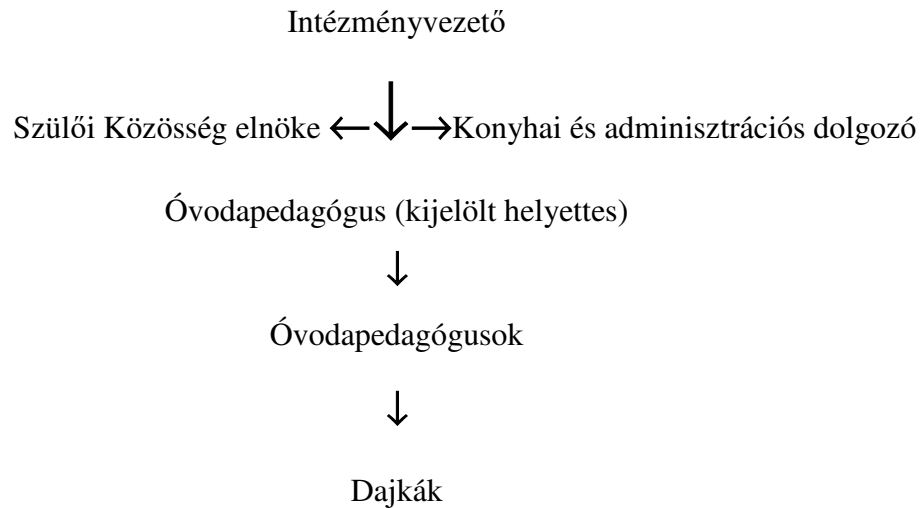 Intézményvezető
Szülői Közösség elnöke ←↓→Konyhai és adminisztrációs dolgozó
Óvodapedagógus (kijelölt helyettes)
↓
Óvodapedagógusok
↓
Dajkák